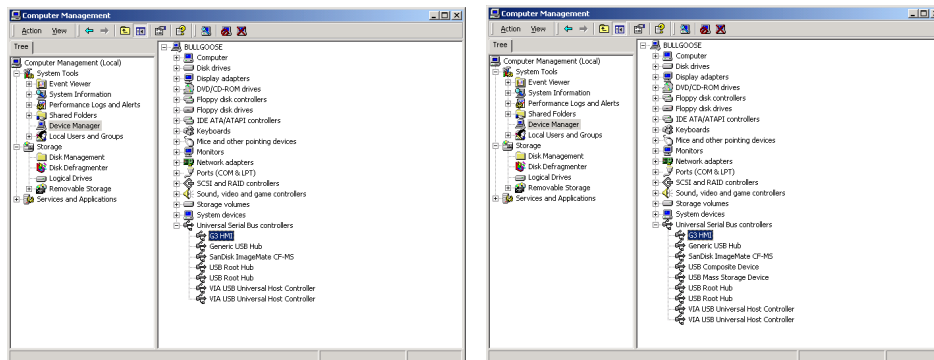 Computer Management
Action View
Tree
Computer Management (Local)
System Tools
Event Viewer
System Information
Performance Logs and Alerts
Shared Folders
Device Manager
Local Users and Groups
Storage
Disk Management
Disk Defragmenter
Logical Drives
Removable Storage
Services and Applications
BULLGOOSE
Computer
Disk drives
Display adapters
DVD/CD-ROM drives
Floppy disk controllers
Floppy disk drives
IDE ATA/ATAPI controllers
Keyboards
Mice and other pointing devices
Monitors
Network adapters
Ports (COM & LPT)
SCSI and RAID controllers
Sound, video and game controllers
Storage volumes
System devices
Universal Serial Bus controllers
G3 HMI
Generic USB Hub
SanDisk ImageMate CF-MS
USB Root Hub
USB Root Hub
VIA USB Universal Host Controller
VIA USB Universal Host Controller
Computer Management
Action View
Tree
Computer Management (Local)
System Tools
Event Viewer
System Information
Performance Logs and Alerts
Shared Folders
Device Manager
Local Users and Groups
Storage
Disk Management
Disk Defragmenter
Logical Drives
Removable Storage
Services and Applications
BULLGOOSE
Computer
Disk drives
Display adapters
DVD/CD-ROM drives
Floppy disk controllers
Floppy disk drives
IDE ATA/ATAPI controllers
Keyboards
Mice and other pointing devices
Monitors
Network adapters
Ports (COM & LPT)
SCSI and RAID controllers
Sound, video and game controllers
Storage volumes
System devices
Universal Serial Bus controllers
G3 HMI
Generic USB Hub
SanDisk ImageMate CF-MS
USB Composite Device
USB Mass Storage Device
USB Root Hub
USB Root Hub
VIA USB Universal Host Controller
VIA USB Universal Host Controller